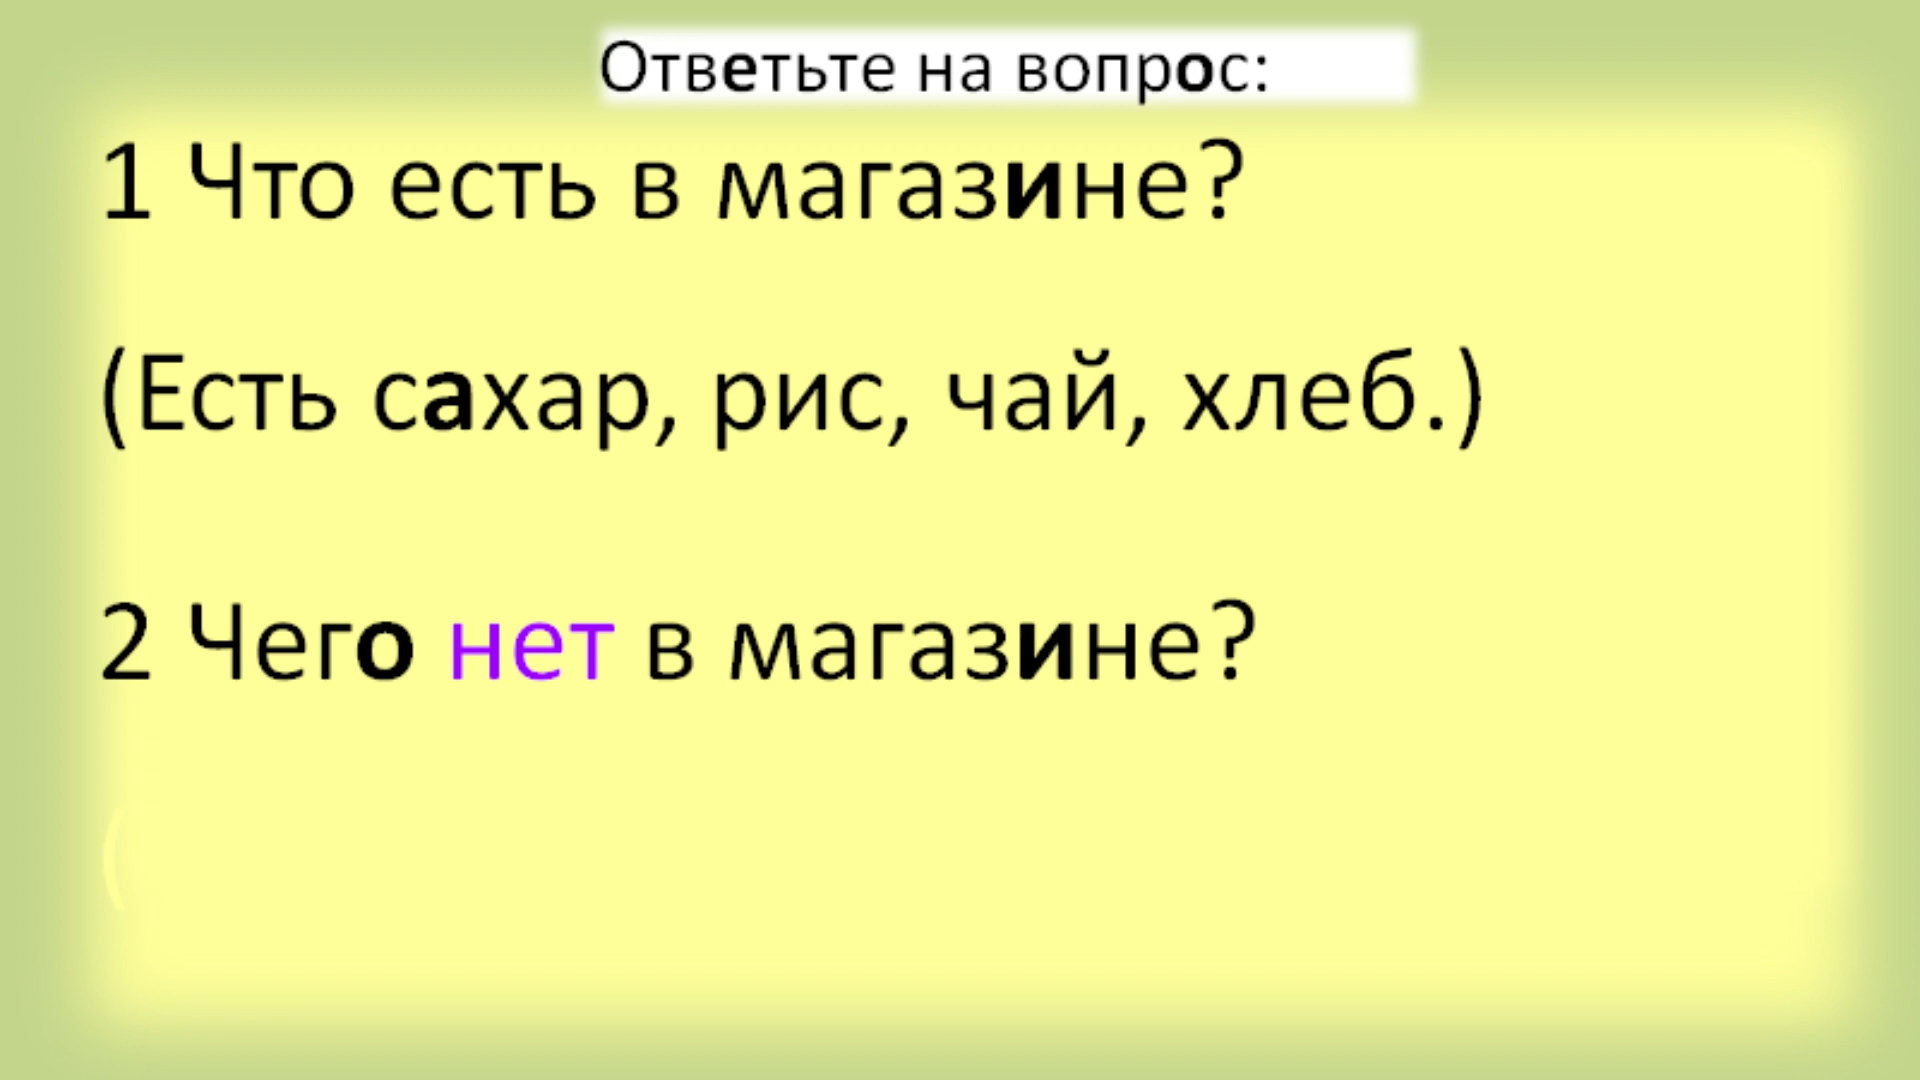 Ответьте на вопрос:
1 Что есть в магазине?
(Есть сахар, рис, чай, хлеб.)
2 Чего нет в магазине?
(